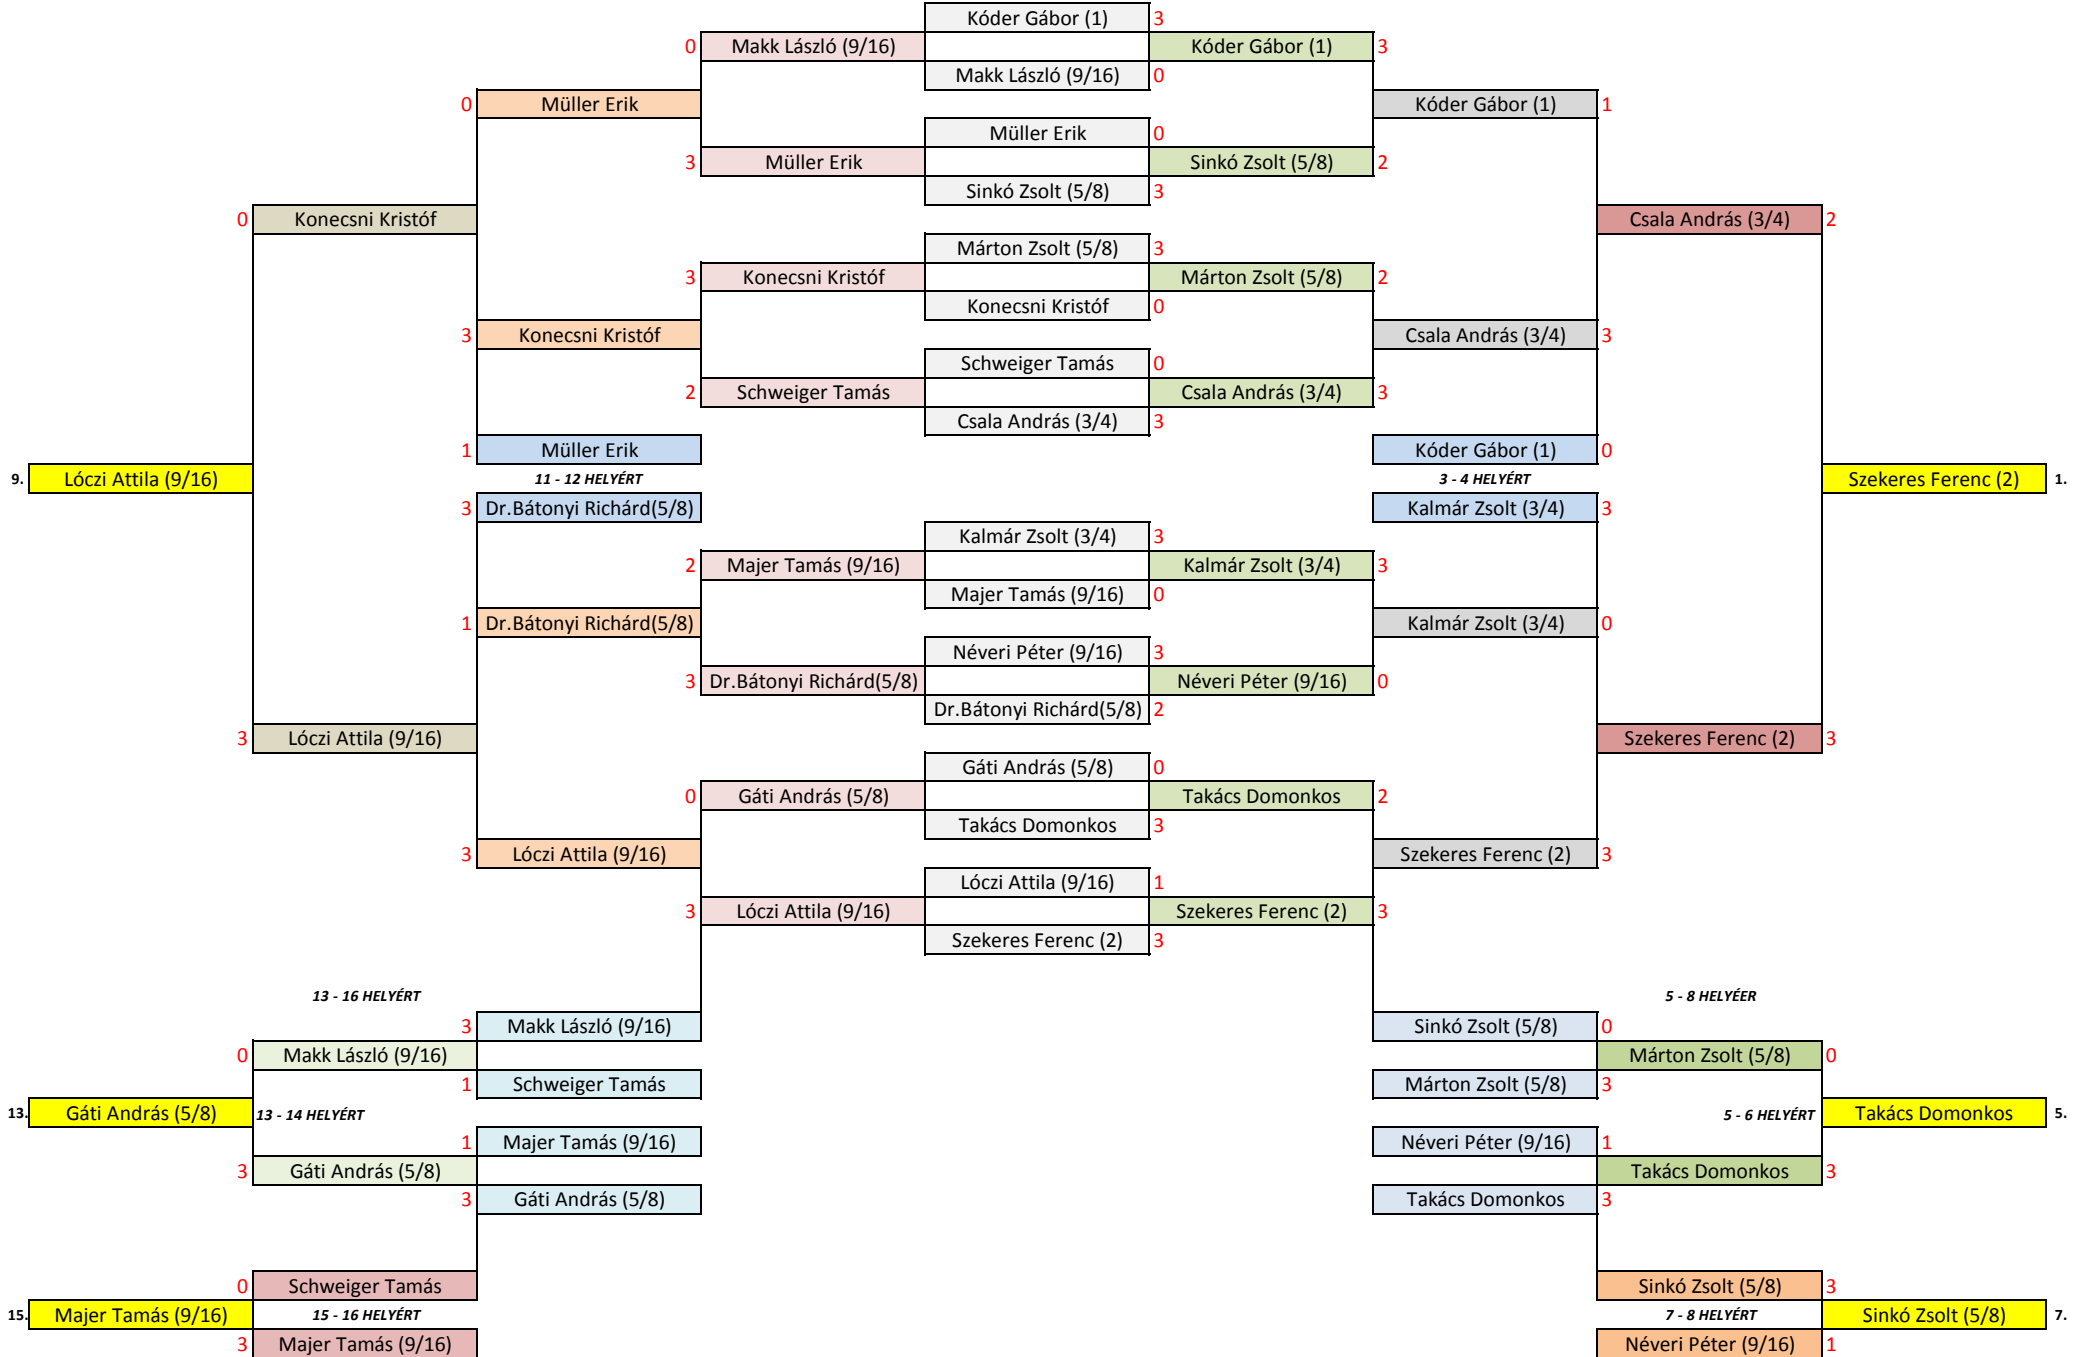 Kóder Gábor (1) 3
0 Makk László (9/16) Kóder Gábor (1) 3
Makk László (9/16) 0
0 Müller Erik Kóder Gábor (1) 1
Müller Erik 0
3 Müller Erik Sinkó Zsolt (5/8) 2
Sinkó Zsolt (5/8) 3
0 Konecsni Kristóf Csala András (3/4) 2
Márton Zsolt (5/8) 3
3 Konecsni Kristóf Márton Zsolt (5/8) 2
Konecsni Kristóf 0
3 Konecsni Kristóf Csala András (3/4) 3
Schweiger Tamás 0
2 Schweiger Tamás Csala András (3/4) 3
Csala András (3/4) 3
1 Müller Erik Kóder Gábor (1) 0
9. Lóczi Attila (9/16) 11 - 12 HELYÉRT 3 - 4 HELYÉRT Szekeres Ferenc (2) 1.
3 Dr.Bátonyi Richárd(5/8) Kalmár Zsolt (3/4) 3
Kalmár Zsolt (3/4) 3
2 Majer Tamás (9/16) Kalmár Zsolt (3/4) 3
Majer Tamás (9/16) 0
1 Dr.Bátonyi Richárd(5/8) Kalmár Zsolt (3/4) 0
Néveri Péter (9/16) 3
3 Dr.Bátonyi Richárd(5/8) Néveri Péter (9/16) 0
Dr.Bátonyi Richárd(5/8) 2
3 Lóczi Attila (9/16) Szekeres Ferenc (2) 3
Gáti András (5/8) 0
0 Gáti András (5/8) Takács Domonkos 2
Takács Domonkos 3
3 Lóczi Attila (9/16) Szekeres Ferenc (2) 3
Lóczi Attila (9/16) 1
3 Lóczi Attila (9/16) Szekeres Ferenc (2) 3
Szekeres Ferenc (2) 3
13 - 16 HELYÉRT 5 - 8 HELYÉER
3 Makk László (9/16) Sinkó Zsolt (5/8) 0
0 Makk László (9/16) Márton Zsolt (5/8) 0
1 Schweiger Tamás Márton Zsolt (5/8) 3
13. Gáti András (5/8) 13 - 14 HELYÉRT 5 - 6 HELYÉRT Takács Domonkos 5.
1 Majer Tamás (9/16) Néveri Péter (9/16) 1
3 Gáti András (5/8) Takács Domonkos 3
3 Gáti András (5/8) Takács Domonkos 3
0 Schweiger Tamás Sinkó Zsolt (5/8) 3
15. Majer Tamás (9/16) 15 - 16 HELYÉRT 7 - 8 HELYÉRT Sinkó Zsolt (5/8) 7.
3 Majer Tamás (9/16) Néveri Péter (9/16) 1